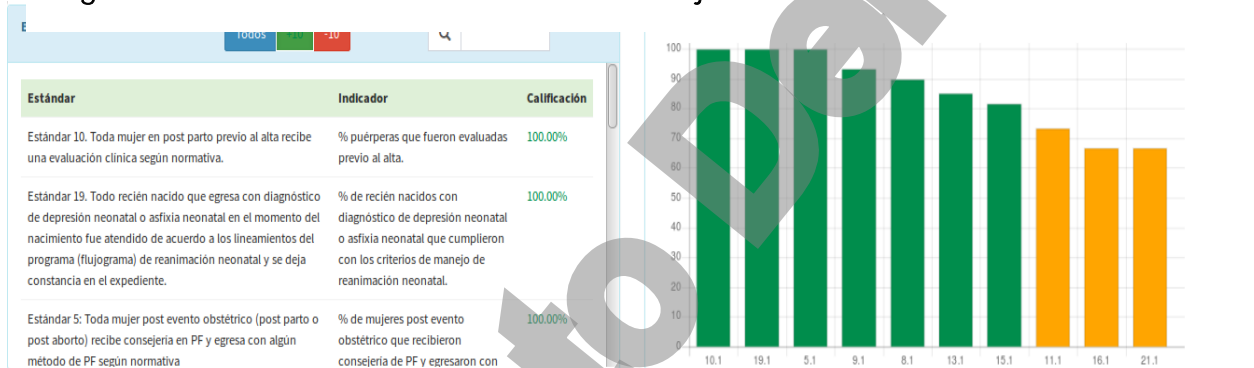 Todos +10 -10
Estándar Indicador Calificación
Estándar 10. Toda mujer en post parto previo al alta recibe
una evaluación clínica según normativa.
% puérperas que fueron evaluadas
previo al alta.
100.00%
Estándar 19. Todo recién nacido que egresa con diagnóstico
de depresión neonatal o asfixia neonatal en el momento del
nacimiento fue atendido de acuerdo a los lineamientos del
programa (flujograma) de reanimación neonatal y se deja
constancia en el expediente.
% de recién nacidos con
diagnóstico de depresión neonatal
o asfixia neonatal que cumplieron
con los criterios de manejo de
reanimación neonatal.
100.00%
Estándar 5: Toda mujer post evento obstétrico (post parto o
post aborto) recibe consejería en PF y egresa con algún
método de PF según normativa
% de mujeres post evento
obstétrico que recibieron
consejería de PF y egresaron con
100.00%
100
90
80
70
60
50
40
30
20
10
0
10.1 19.1 5.1 9.1 8.1 13.1 15.1 11.1 16.1 21.1